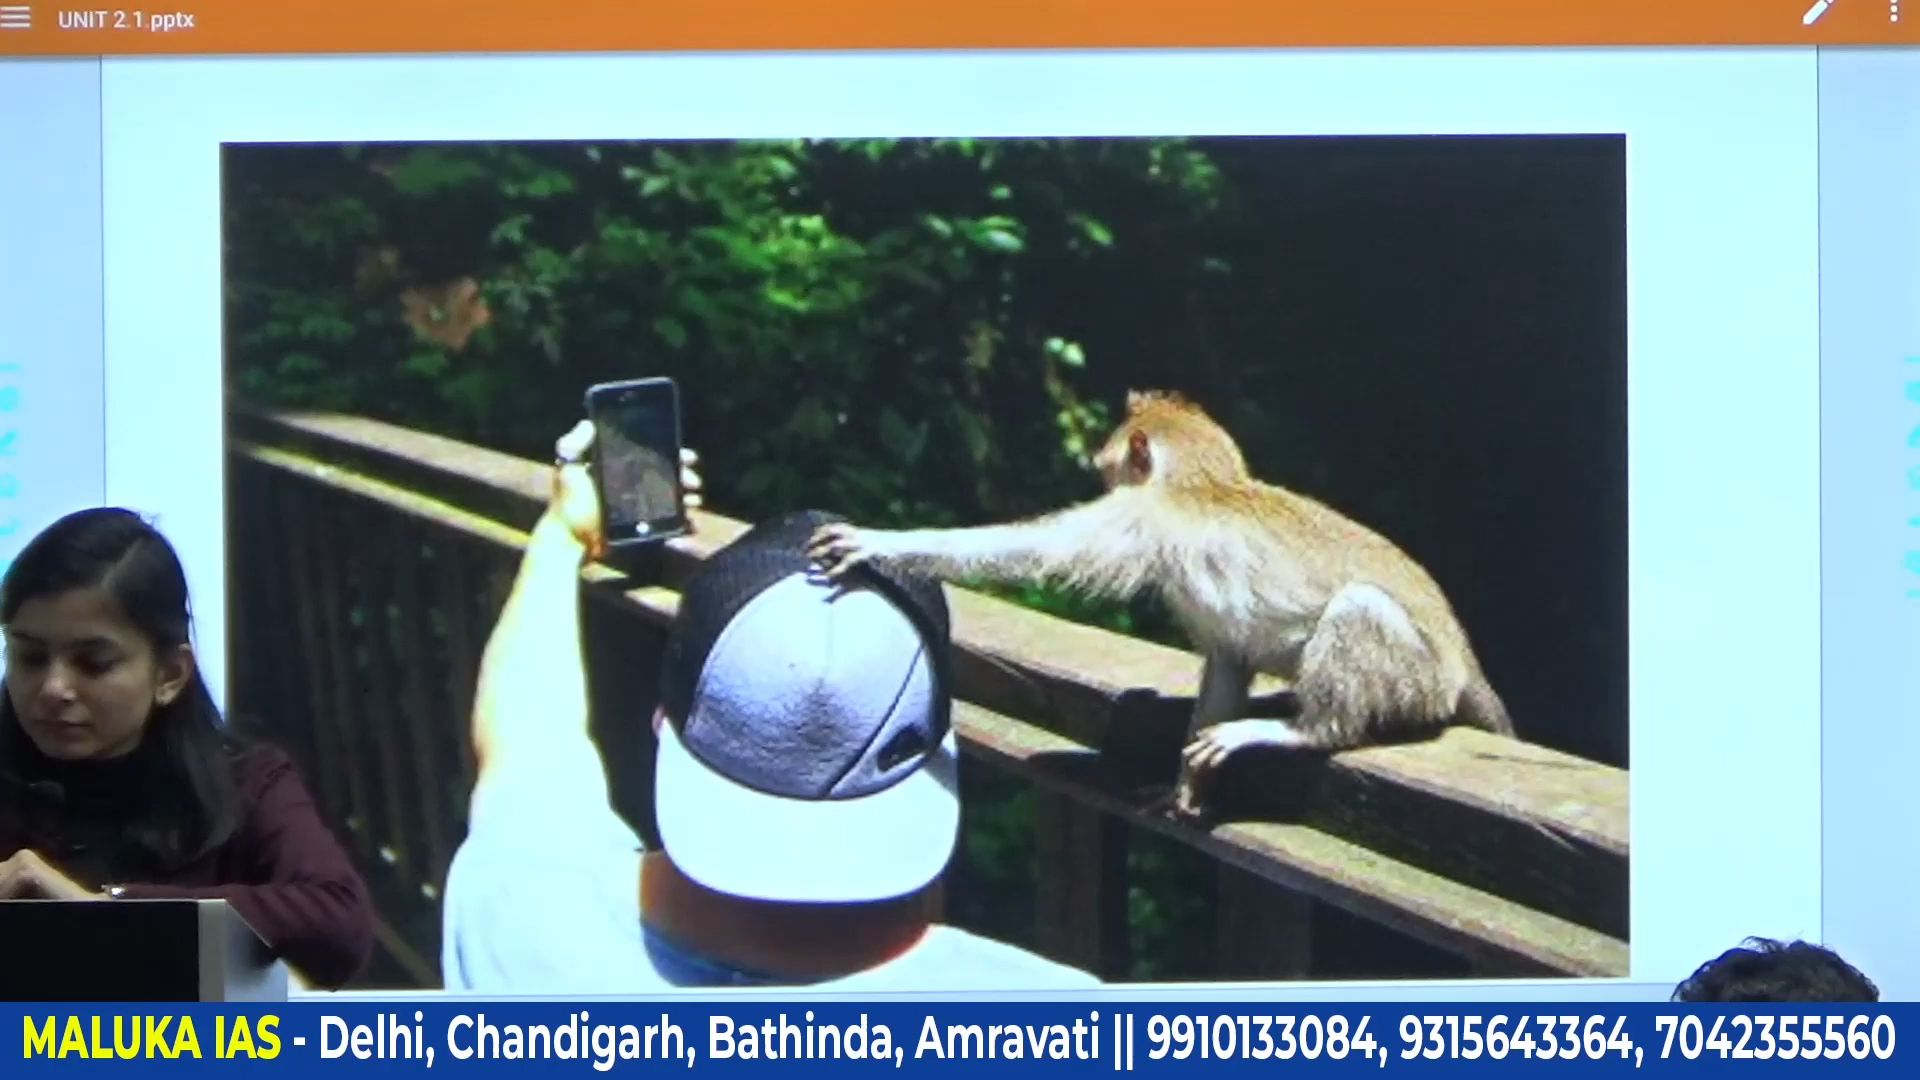 UNIT 2.1.pptx
MALUKA IAS - Delhi, Chandigarh, Bathinda, Amravati || 9910133084, 9315643364, 7042355560